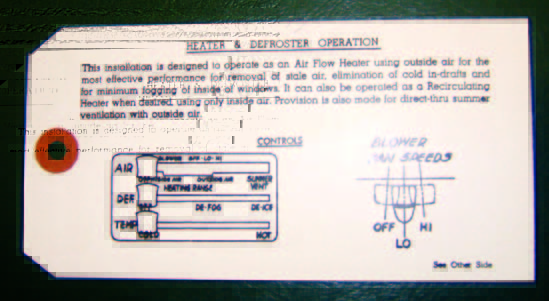 HEATER & DEFROSTER OPERATION
This installation is designed to operate as an Air Flow Heater using outside air for the
most effective performance for removal of stale air, elimination of cold in-drafts and
for minimum fogging of inside of windows. It can also be operated as a Recirculating
Heater when desired, using only inside air. Provision is also made for direct-thru summer
ventilation with outside air.
CONTROLS
BLOWER
FAN SPEEDS
BLOWER OFF LO HI
AIR
OUTSIDE AIR SUMMER
HEATING RANGE VENT
DEF
DE-FOG DE-ICE
TEMP
COLD HOT
OFF HI
LO
See Other Side